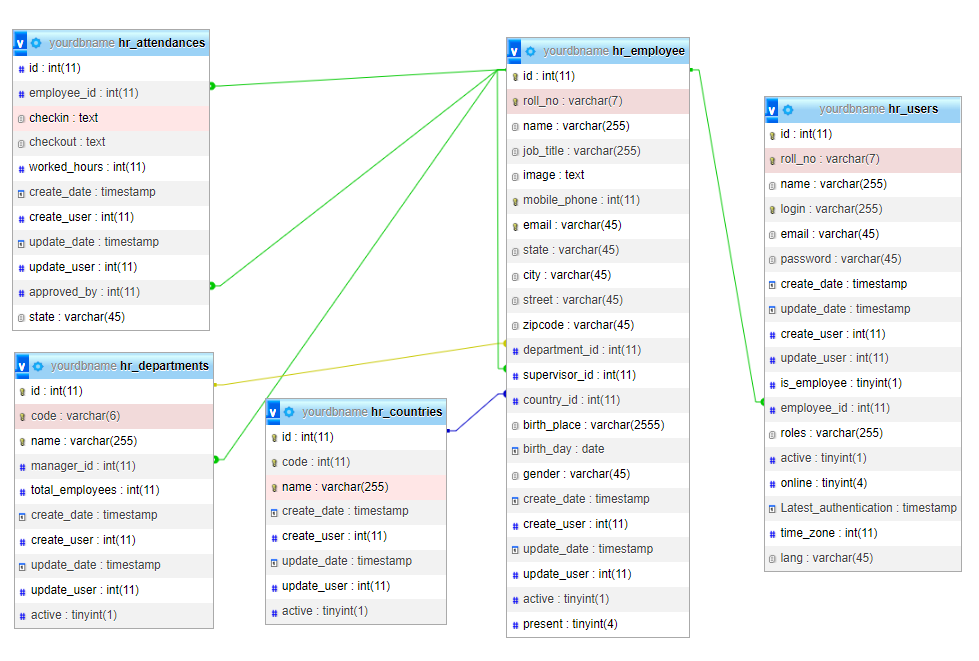 v yourdbname hr_attendances
id : int(11)
employee_id : int(11)
checkin : text
checkout : text
worked_hours : int(11)
create_date : timestamp
create_user : int(11)
update_date : timestamp
update_user : int(11)
approved_by : int(11)
state : varchar(45)
v yourdbname hr_departments
id : int(11)
code : varchar(6)
name : varchar(255)
manager_id : int(11)
total_employees : int(11)
create_date : timestamp
create_user : int(11)
update_date : timestamp
update_user : int(11)
active : tinyint(1)
v yourdbname hr_countries
id : int(11)
code : int(11)
name : varchar(255)
create_date : timestamp
create_user : int(11)
update_date : timestamp
update_user : int(11)
active : tinyint(1)
v yourdbname hr_employee
id : int(11)
roll_no : varchar(7)
name : varchar(255)
job_title : varchar(255)
image : text
mobile_phone : int(11)
email : varchar(45)
state : varchar(45)
city : varchar(45)
street : varchar(45)
zipcode : varchar(45)
department_id : int(11)
supervisor_id : int(11)
country_id : int(11)
birth_place : varchar(2555)
birth_day : date
gender : varchar(45)
create_date : timestamp
create_user : int(11)
update_date : timestamp
update_user : int(11)
active : tinyint(1)
present : tinyint(4)
v yourdbname hr_users
id : int(11)
roll_no : varchar(7)
name : varchar(255)
login : varchar(255)
email : varchar(45)
password : varchar(45)
create_date : timestamp
update_date : timestamp
create_user : int(11)
update_user : int(11)
is_employee : tinyint(1)
employee_id : int(11)
roles : varchar(255)
active : tinyint(1)
online : tinyint(4)
Latest_authentication : timestamp
time_zone : int(11)
lang : varchar(45)